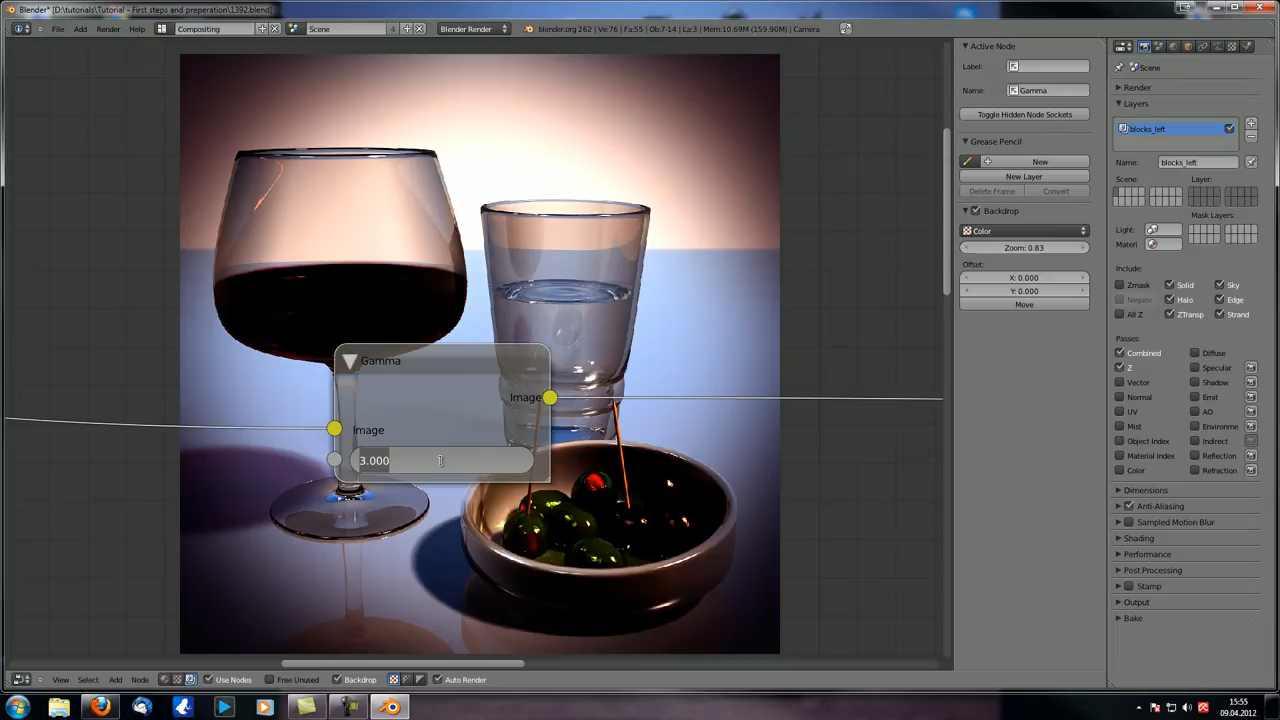 Blender* [D:\tutorials\Tutorial - First steps and preperation\1392.blend]
File Add Render Help Compositing Scene 4 Blender Render blender.org 262 | Ve:76 | Fa:55 | Ob:7-14 | La:3 | Mem:10.69M (159.90M) | Camera
Active Node
Label:
Name: Gamma
Toggle Hidden Node Sockets
Grease Pencil
New
New Layer
Delete Frame Convert
Backdrop
Color
Zoom: 0.83
Offset:
X: 0.000
Y: 0.000
Move
Scene
Render
Layers
blocks_left
Name: blocks_left
Scene: Layer:
Mask Layers:
Light:
Materi
Include:
Zmask Solid Sky
Negate Halo Edge
All Z ZTransp Strand
Passes:
Combined Diffuse
Z Specular
Vector Shadow
Normal Emit
UV AO
Mist Environme
Object Index Indirect
Material Index Reflection
Color Refraction
Dimensions
Anti-Aliasing
Sampled Motion Blur
Shading
Performance
Post Processing
Stamp
Output
Bake
Gamma
Image
Image
3.000
View Select Add Node Use Nodes Free Unused Backdrop Auto Render
15:55
09.04.2012